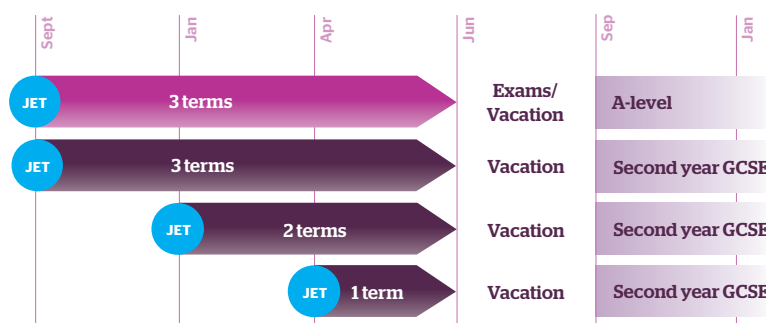 Sept
Jan
Apr
Jun
Sep
Jan
JET
3 terms
Exams/
Vacation
A-level
JET
3 terms
Vacation
Second year GCSE
JET
2 terms
Vacation
Second year GCSE
JET
1 term
Vacation
Second year GCSE